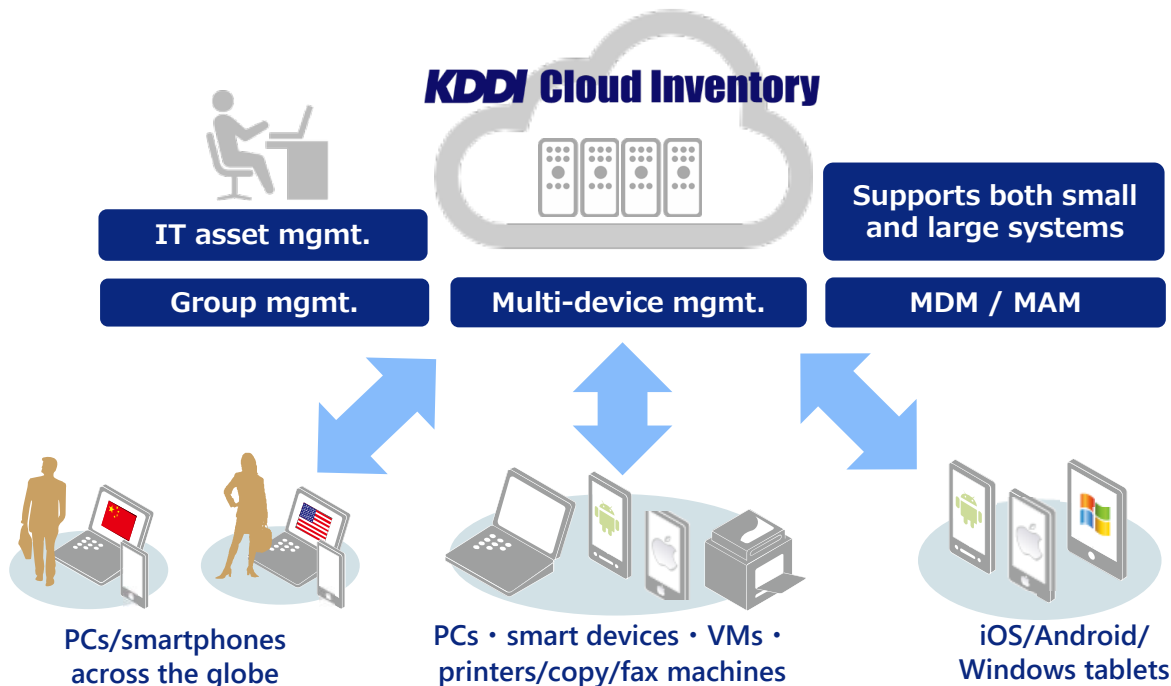 KDDI Cloud Inventory
IT asset mgmt.
Supports both small
and large systems
Group mgmt.
Multi-device mgmt.
MDM / MAM
PCs/smartphones
across the globe
PCs・smart devices・VMs・
printers/copy/fax machines
iOS/Android/
Windows tablets